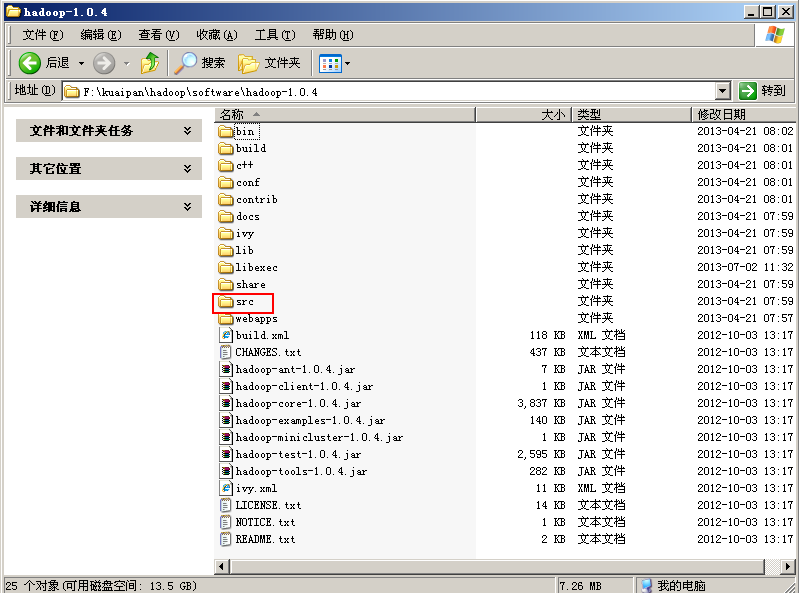 hadoop-1.0.4
文件(F) 编辑(E) 查看(V) 收藏(A) 工具(T) 帮助(H)
后退 搜索 文件夹
地址(D) F:\kuaipan\hadoop\software\hadoop-1.0.4 转到
文件和文件夹任务
其它位置
详细信息
名称 大小 类型 修改日期
bin 文件夹 2013-04-21 08:02
build 文件夹 2013-04-21 08:01
c++ 文件夹 2013-04-21 08:01
conf 文件夹 2013-04-21 08:01
contrib 文件夹 2013-04-21 08:01
docs 文件夹 2013-04-21 07:59
ivy 文件夹 2013-04-21 07:59
lib 文件夹 2013-04-21 07:59
libexec 文件夹 2013-07-02 11:32
share 文件夹 2013-04-21 07:59
src 文件夹 2013-04-21 07:59
webapps 文件夹 2013-04-21 07:57
build.xml 118 KB XML 文档 2012-10-03 13:17
CHANGES.txt 437 KB 文本文档 2012-10-03 13:17
hadoop-ant-1.0.4.jar 7 KB JAR 文件 2012-10-03 13:17
hadoop-client-1.0.4.jar 1 KB JAR 文件 2012-10-03 13:17
hadoop-core-1.0.4.jar 3,837 KB JAR 文件 2012-10-03 13:17
hadoop-examples-1.0.4.jar 140 KB JAR 文件 2012-10-03 13:17
hadoop-minicluster-1.0.4.jar 1 KB JAR 文件 2012-10-03 13:17
hadoop-test-1.0.4.jar 2,595 KB JAR 文件 2012-10-03 13:17
hadoop-tools-1.0.4.jar 282 KB JAR 文件 2012-10-03 13:17
ivy.xml 11 KB XML 文档 2012-10-03 13:17
LICENSE.txt 14 KB 文本文档 2012-10-03 13:17
NOTICE.txt 1 KB 文本文档 2012-10-03 13:17
README.txt 2 KB 文本文档 2012-10-03 13:17
25 个对象(可用磁盘空间: 13.5 GB) 7.26 MB 我的电脑